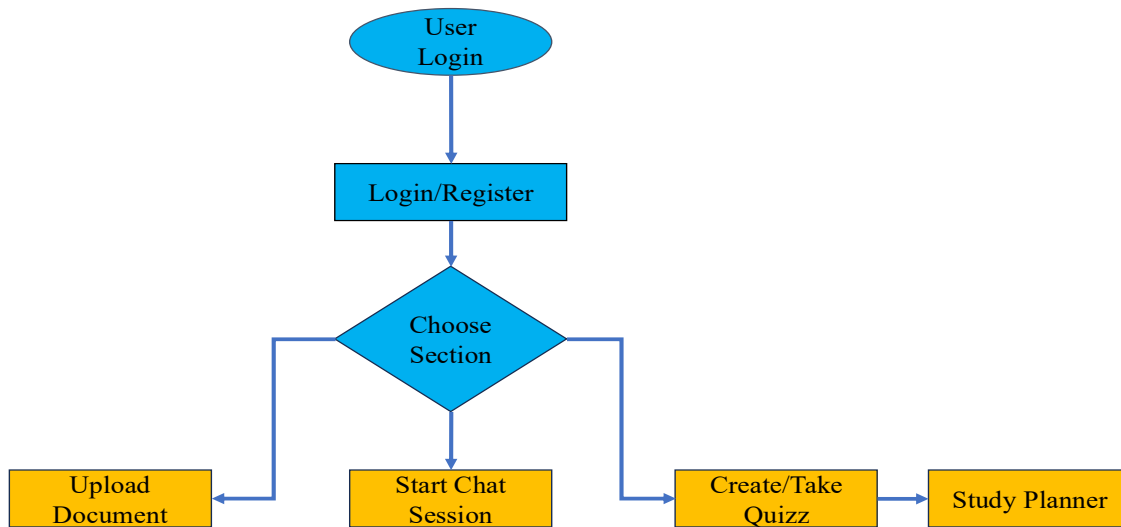 User
Login
Login/Register
Choose
Section
Upload
Document
Start Chat
Session
Create/Take
Quizz
Study Planner